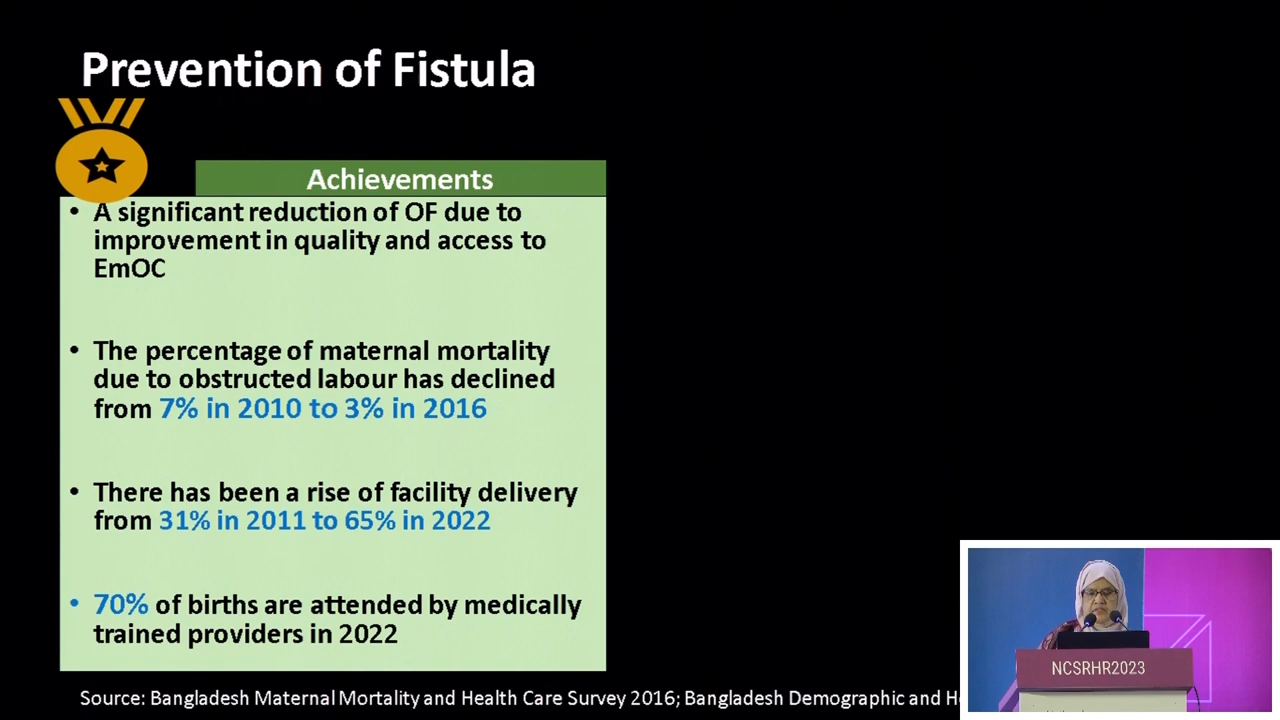 Prevention of Fistula
Achievements
• A significant reduction of OF due to
improvement in quality and access to
EmOC
• The percentage of maternal mortality
due to obstructed labour has declined
from 7% in 2010 to 3% in 2016
• There has been a rise of facility delivery
from 31% in 2011 to 65% in 2022
• 70% of births are attended by medically
trained providers in 2022
Source: Bangladesh Maternal Mortality and Health Care Survey 2016; Bangladesh Demographic and
NCSRHR2023